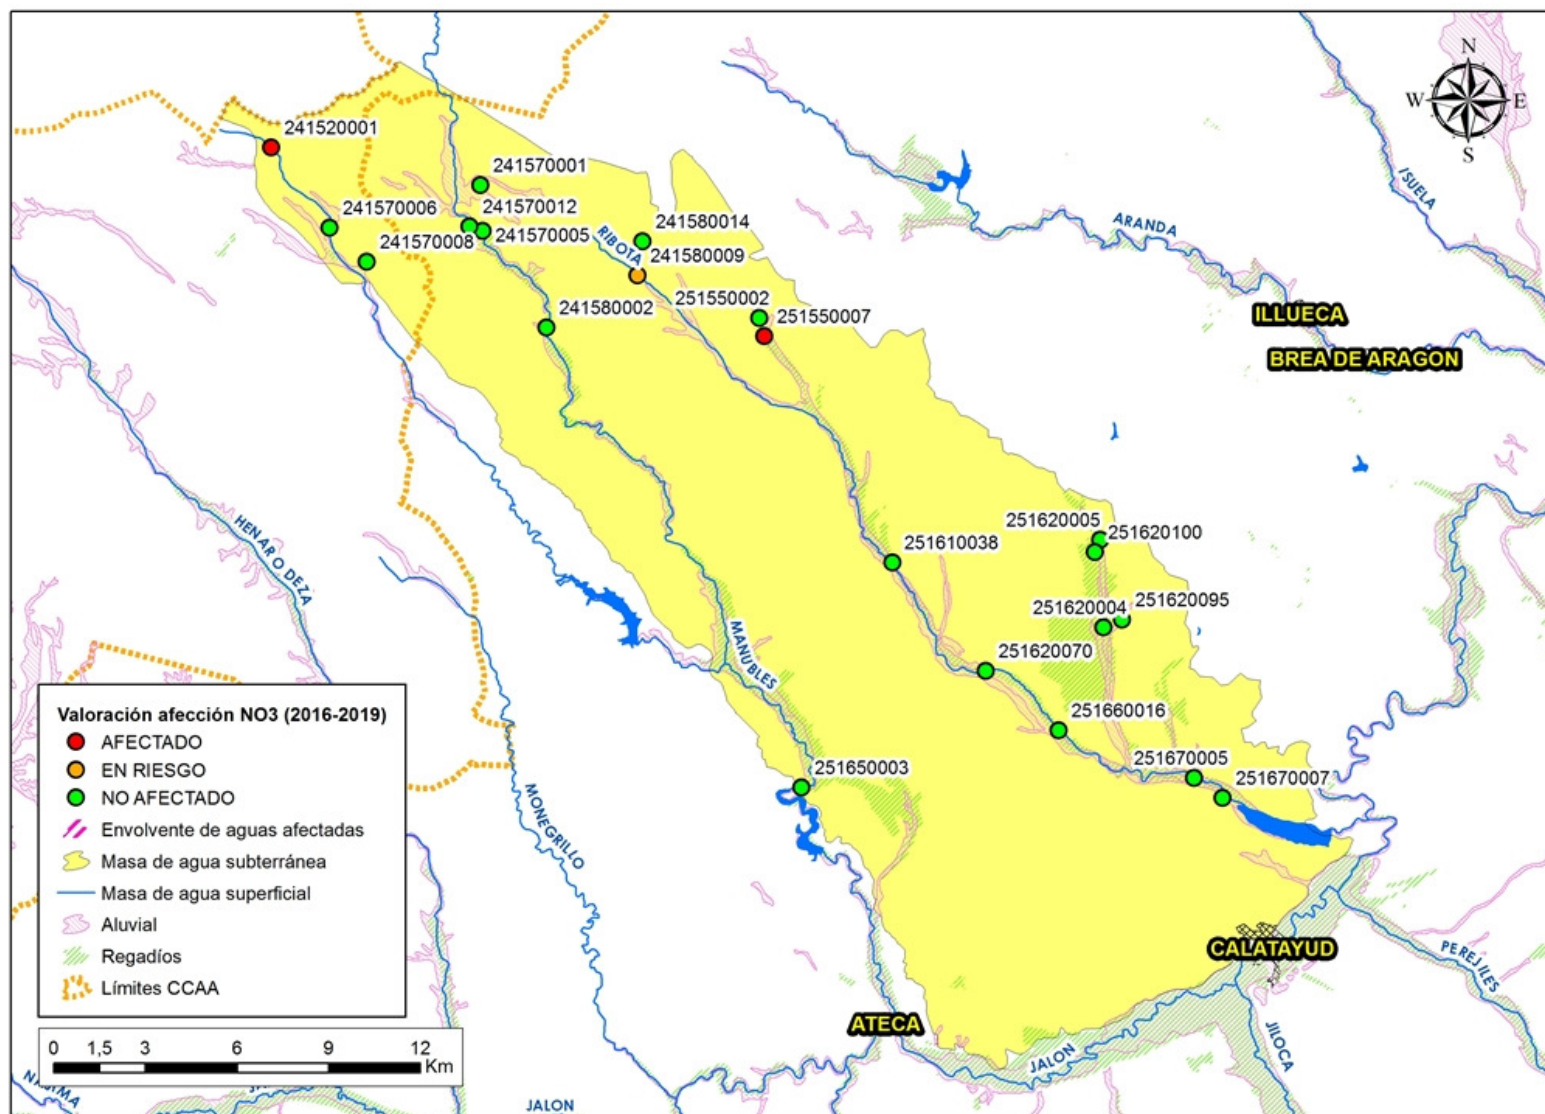 N
W
E
S
241520001
241570001
241570006
241570012
241570008
241570005
RIBOTA
241580014
241580009
241580002
251550002
251550007
ARANDA
ISUELA
ILLUECA
BREA DE ARAGON
HENAR O DEZA
251610038
251620005
251620100
251620004
251620095
251620070
MANUBLES
251660016
251670005
251670007
251650003
MONEGRILLO
CALATAYUD
PEREJILES
ATECA
JALON
JILOCA
JALON
Valoración afección NO3 (2016-2019)
AFECTADO
EN RIESGO
NO AFECTADO
Envolvente de aguas afectadas
Masa de agua subterránea
Masa de agua superficial
Aluvial
Regadíos
Límites CCAA
0 1,5 3 6 9 12
Km